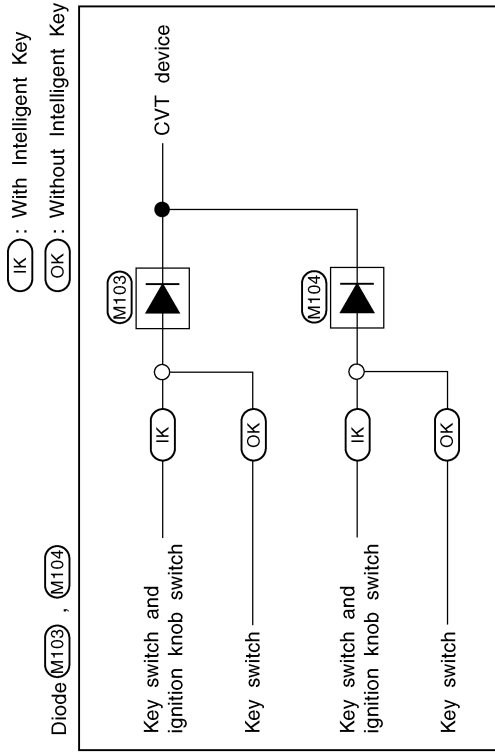 IK : With Intelligent Key
OK : Without Intelligent Key
Diode M103 , M104
Key switch and
ignition knob switch
IK
M103
CVT device
Key switch
OK
Key switch and
ignition knob switch
IK
M104
Key switch
OK